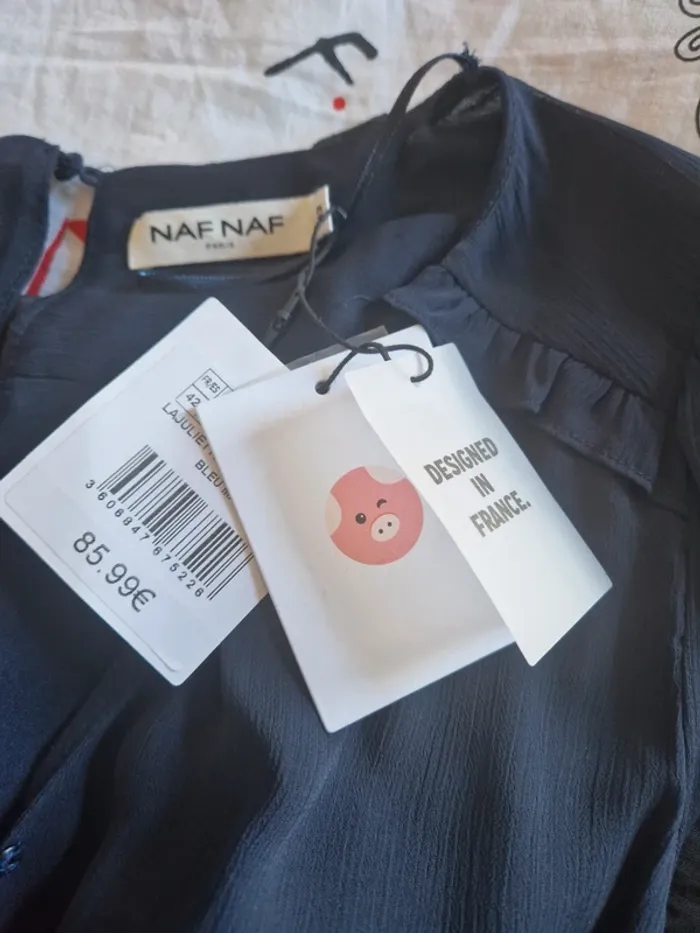 NAF NAF
PARIS
FR/ES
42
LAJULIET
BLEU
3606847675226
85.99€
DESIGNED
IN
FRANCE.